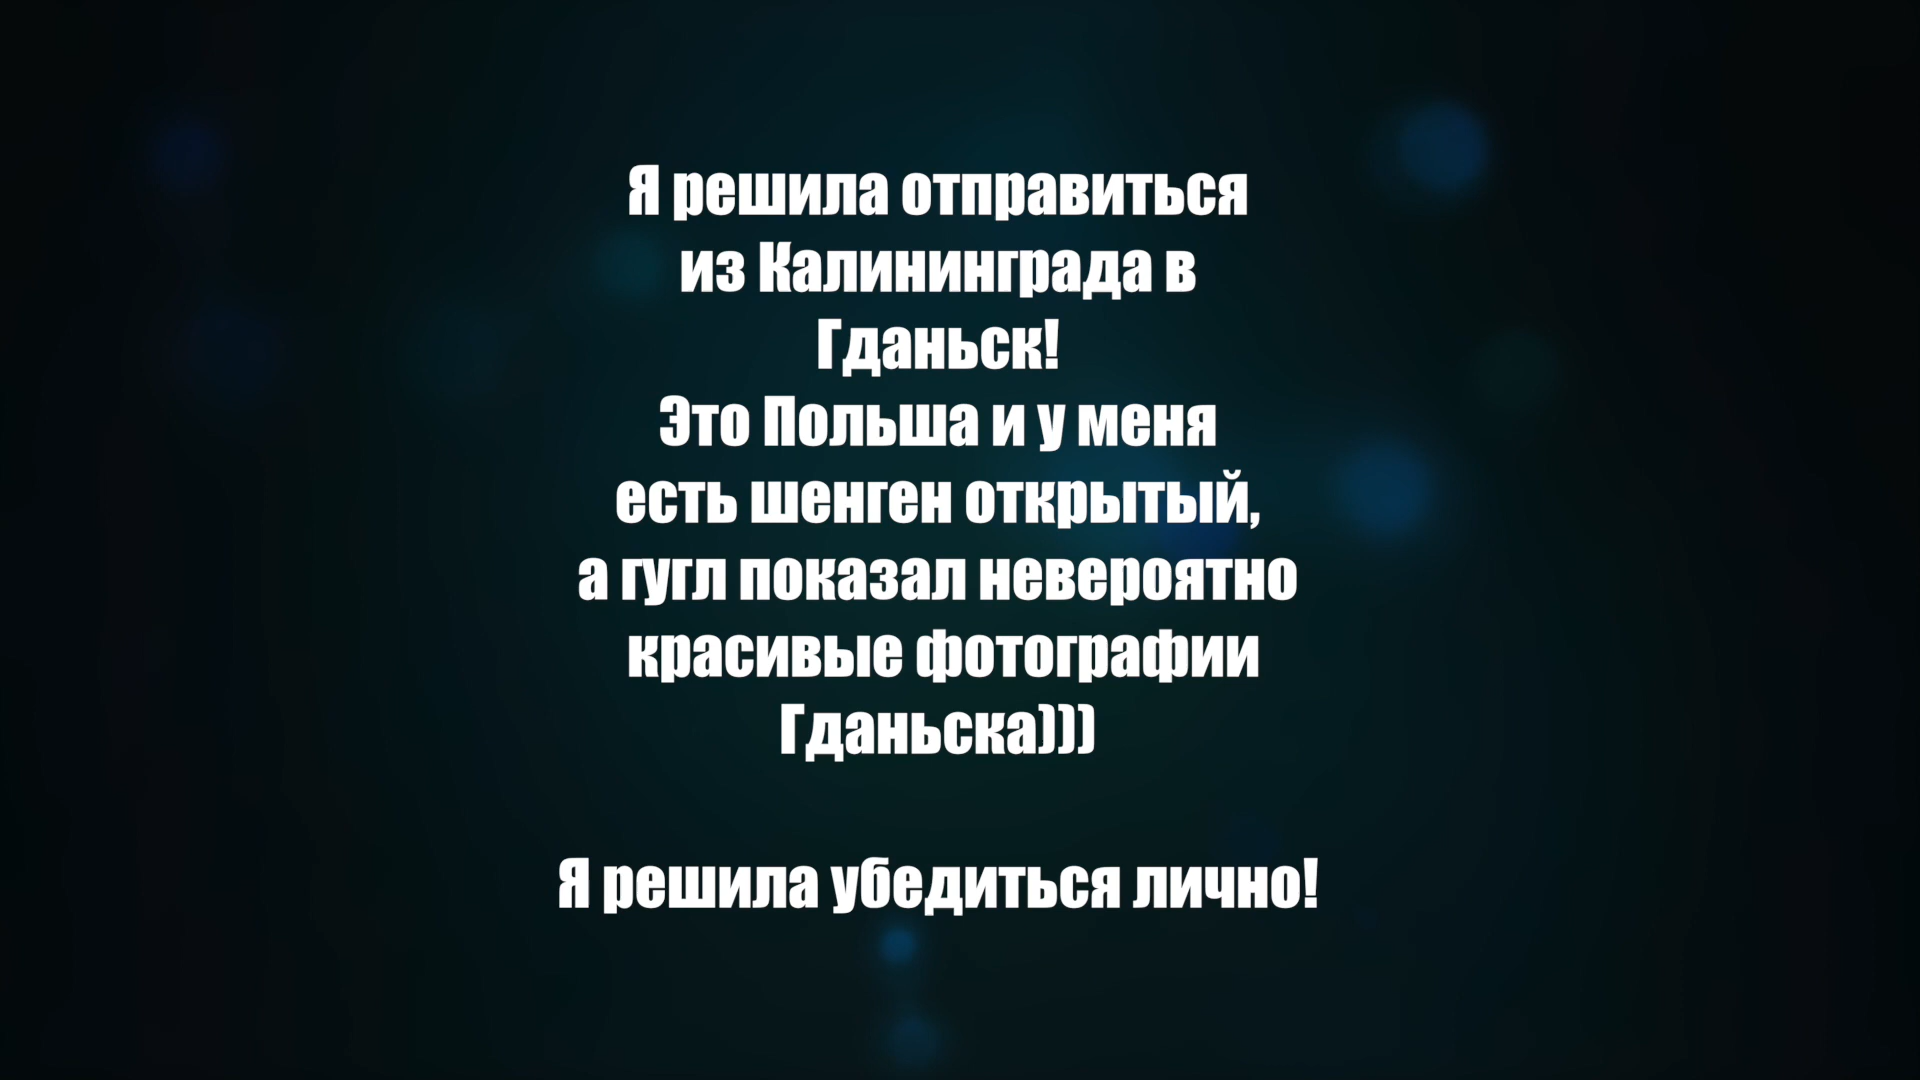 Я решила отправиться
из Калининграда в
Гданьск!
Это Польша и у меня
есть шенген открытый,
а гугл показал невероятно
красивые фотографии
Гданьска)))
Я решила убедиться лично!